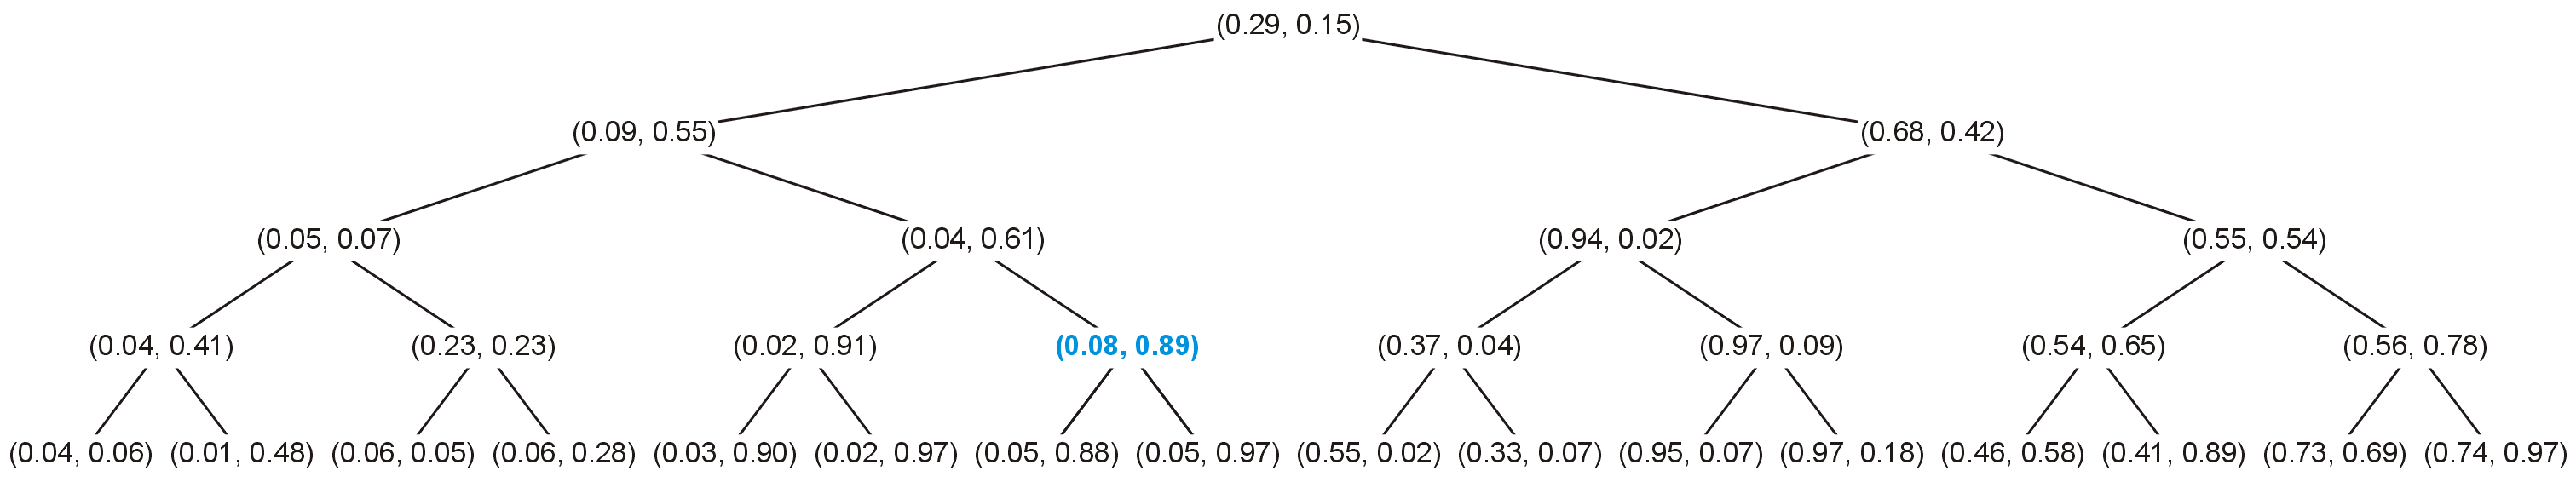 (0.29, 0.15)
(0.09, 0.55) (0.68, 0.42)
(0.05, 0.07) (0.04, 0.61) (0.94, 0.02) (0.55, 0.54)
(0.04, 0.41) (0.23, 0.23) (0.02, 0.91) (0.08, 0.89) (0.37, 0.04) (0.97, 0.09) (0.54, 0.65) (0.56, 0.78)
(0.04, 0.06) (0.01, 0.48) (0.06, 0.05) (0.06, 0.28) (0.03, 0.90) (0.02, 0.97) (0.05, 0.88) (0.05, 0.97) (0.55, 0.02) (0.33, 0.07) (0.95, 0.07) (0.97, 0.18) (0.46, 0.58) (0.41, 0.89) (0.73, 0.69) (0.74, 0.97)